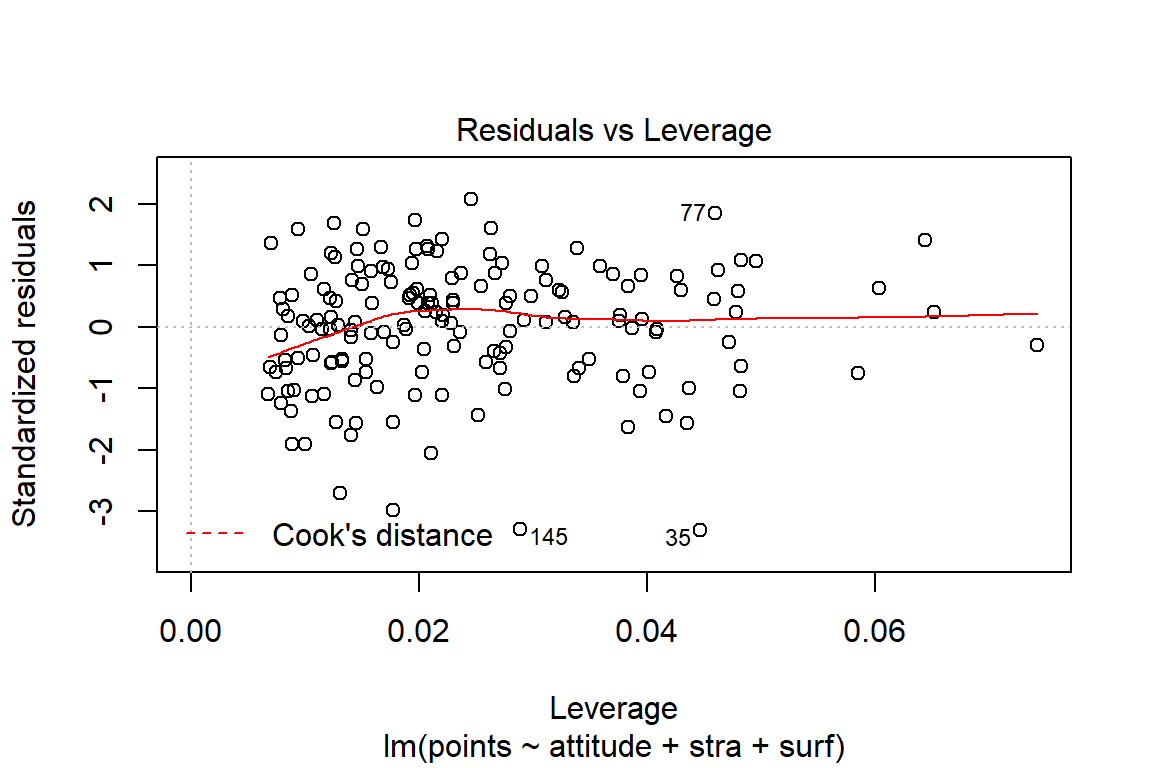 Residuals vs Leverage
Standardized residuals
2
1
0
-1
-2
-3
77
145
35
Cook's distance
0.00 0.02 0.04 0.06
Leverage
lm(points ~ attitude + stra + surf)